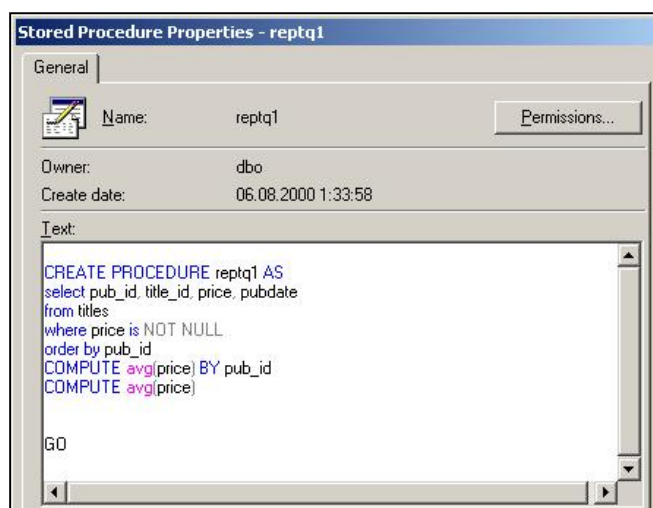 Stored Procedure Properties - reptq1
General
Name: reptq1 Permissions...
Owner: dbo
Create date: 06.08.2000 1:33:58
Text:
CREATE PROCEDURE reptq1 AS
select pub_id, title_id, price, pubdate
from titles
where price is NOT NULL
order by pub_id
COMPUTE avg(price) BY pub_id
COMPUTE avg(price)
GO